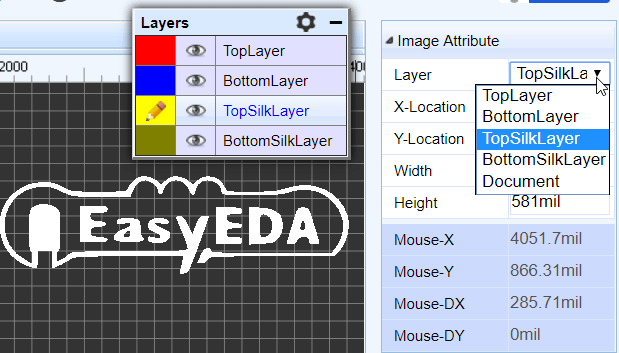 Layers
TopLayer
BottomLayer
TopSilkLayer
BottomSilkLayer
2000
EasyEDA
Image Attribute
Layer TopSilkLa
X-Location
Y-Location
Width
Height 581mil
TopLayer
BottomLayer
TopSilkLayer
BottomSilkLayer
Document
Mouse-X 4051.7mil
Mouse-Y 866.31mil
Mouse-DX 285.71mil
Mouse-DY 0mil